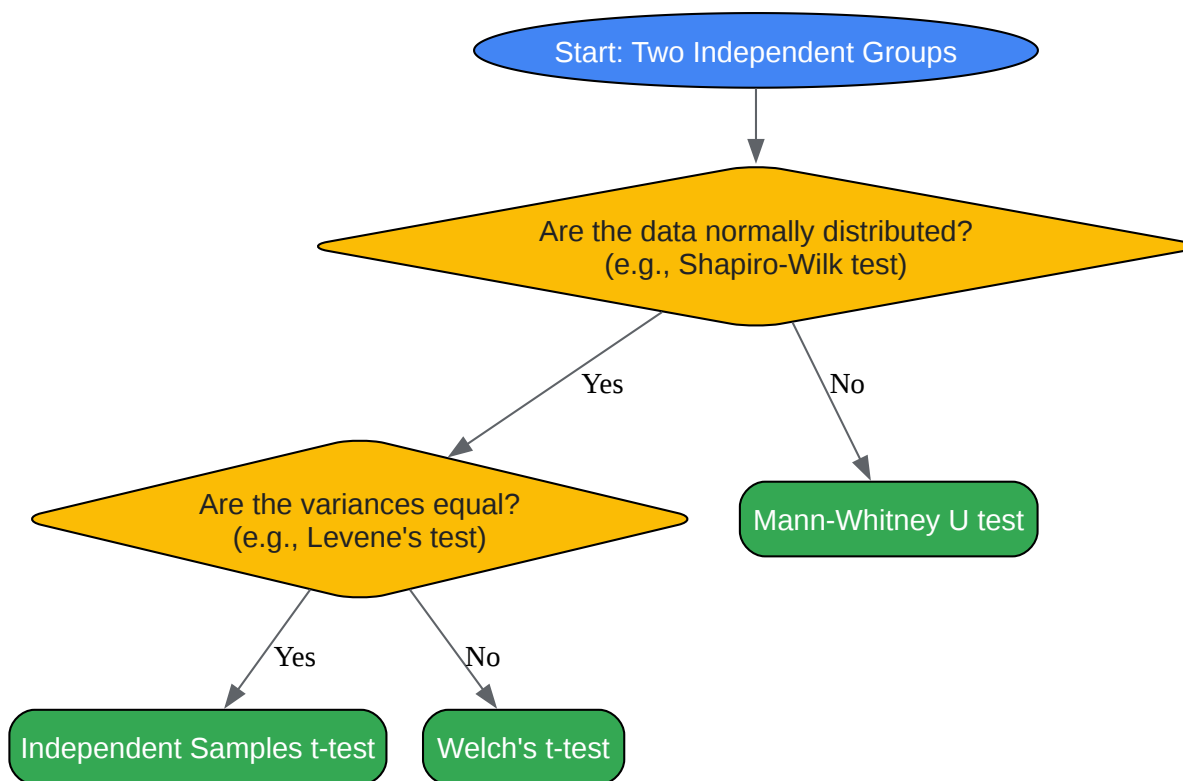 Start: Two Independent Groups
Are the data normally distributed?
(e.g., Shapiro-Wilk test)
Yes
No
Are the variances equal?
(e.g., Levene's test)
Mann-Whitney U test
Yes
No
Independent Samples t-test
Welch's t-test